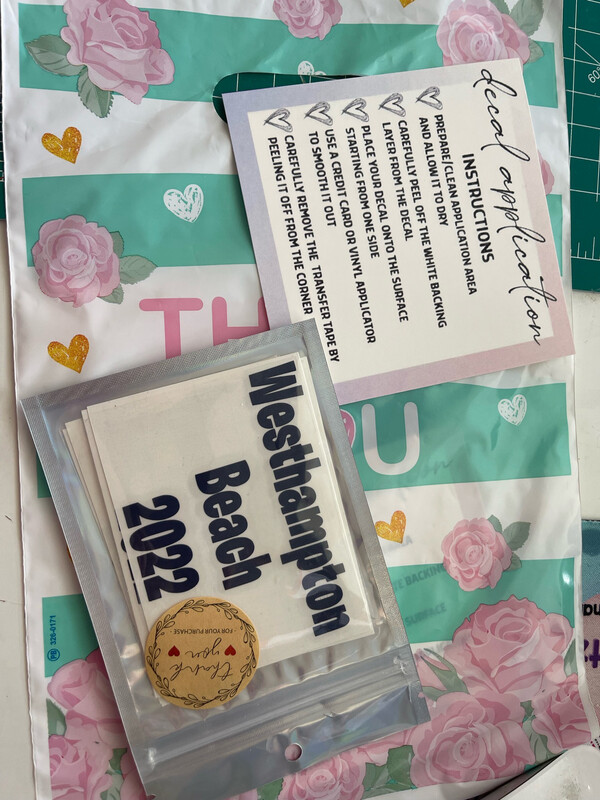 decal application
INSTRUCTIONS
PREPARE/CLEAN APPLICATION AREA
AND ALLOW IT TO DRY
CAREFULLY PEEL OFF THE WHITE BACKING
LAYER FROM THE DECAL
PLACE YOUR DECAL ONTO THE SURFACE
STARTING FROM ONE SIDE
USE A CREDIT CARD OR VINYL APPLICATOR
TO SMOOTH IT OUT
CAREFULLY REMOVE THE TRANSFER TAPE BY
PEELING IT OFF FROM THE CORNER
TH
U
Westhampton
Beach
2022
thank
you
- FOR YOUR PURCHASE -
320-0171